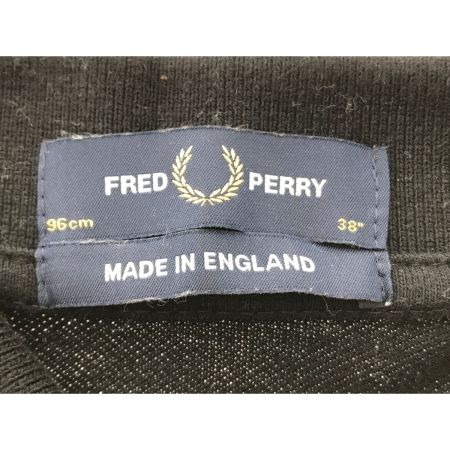 FRED PERRY
96cm 38"
MADE IN ENGLAND